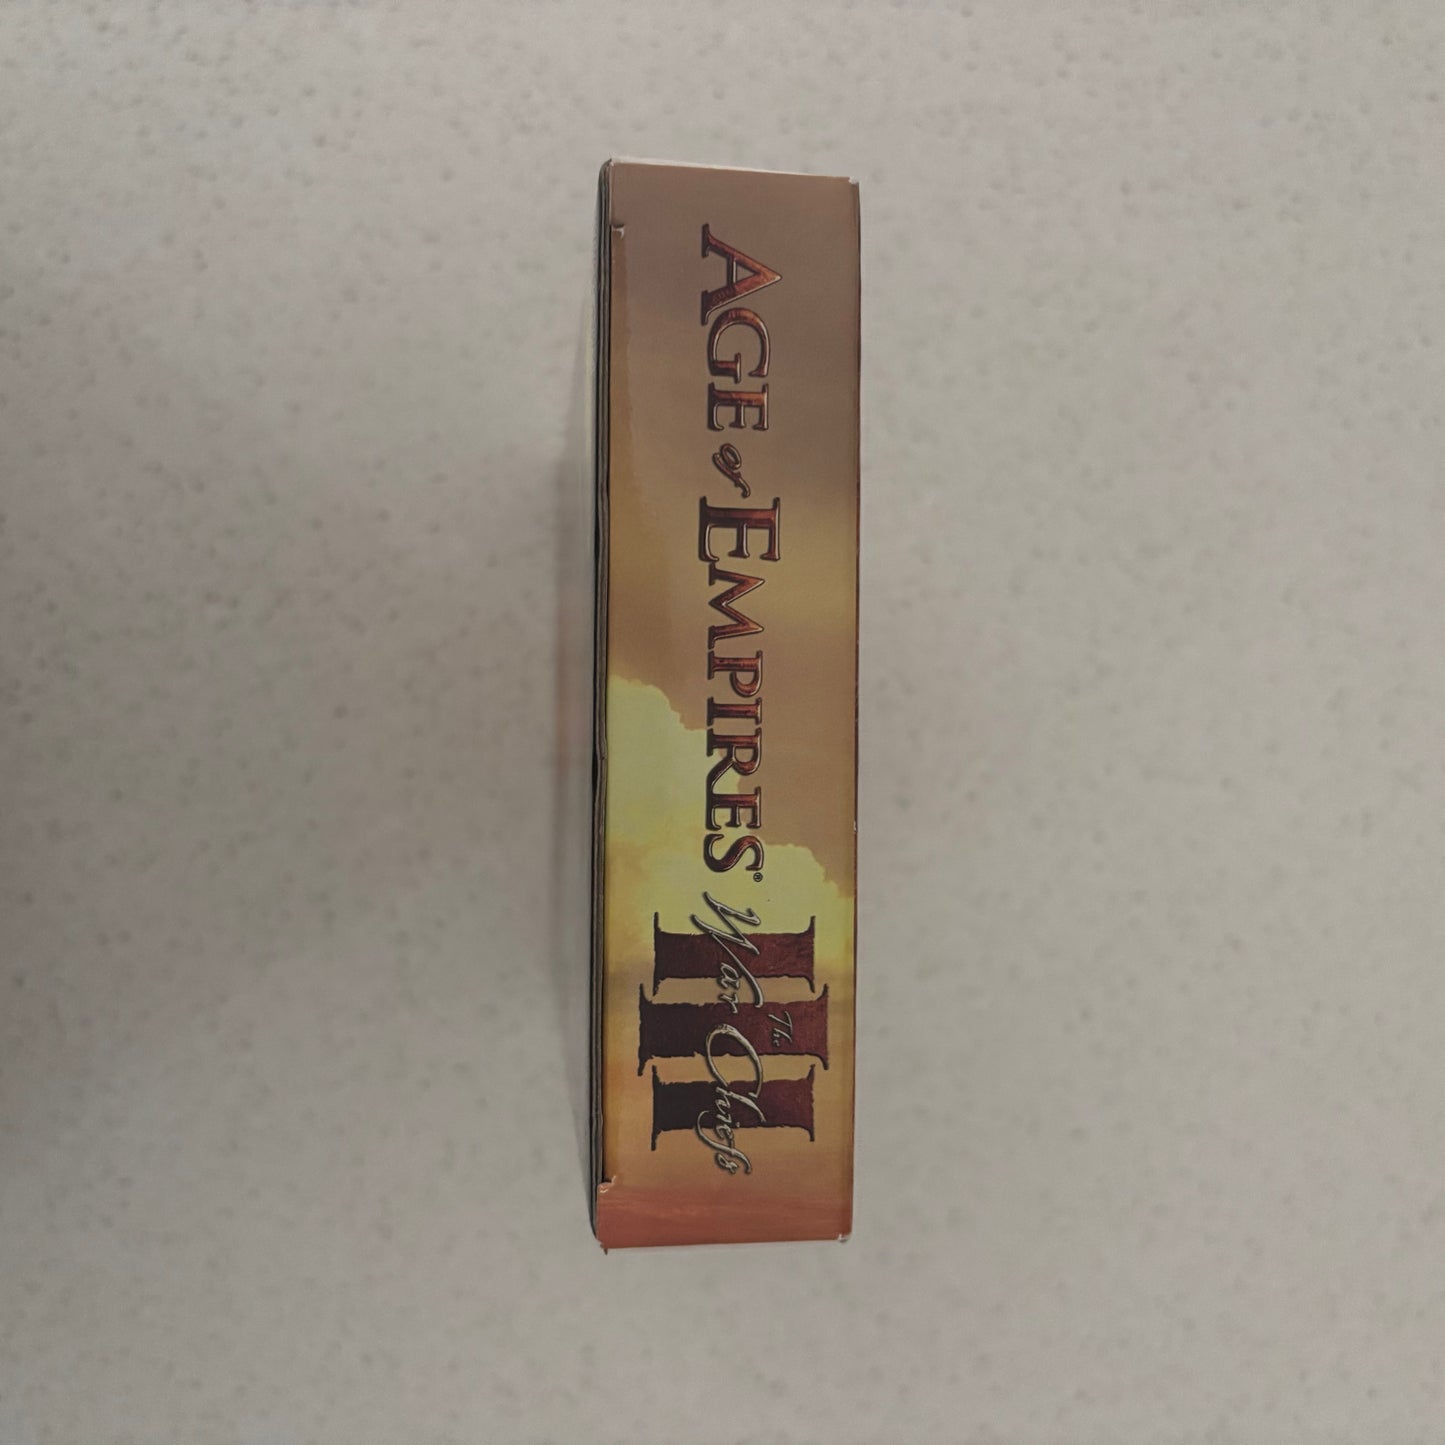 AGE of EMPIRES®
III
The
War Chiefs